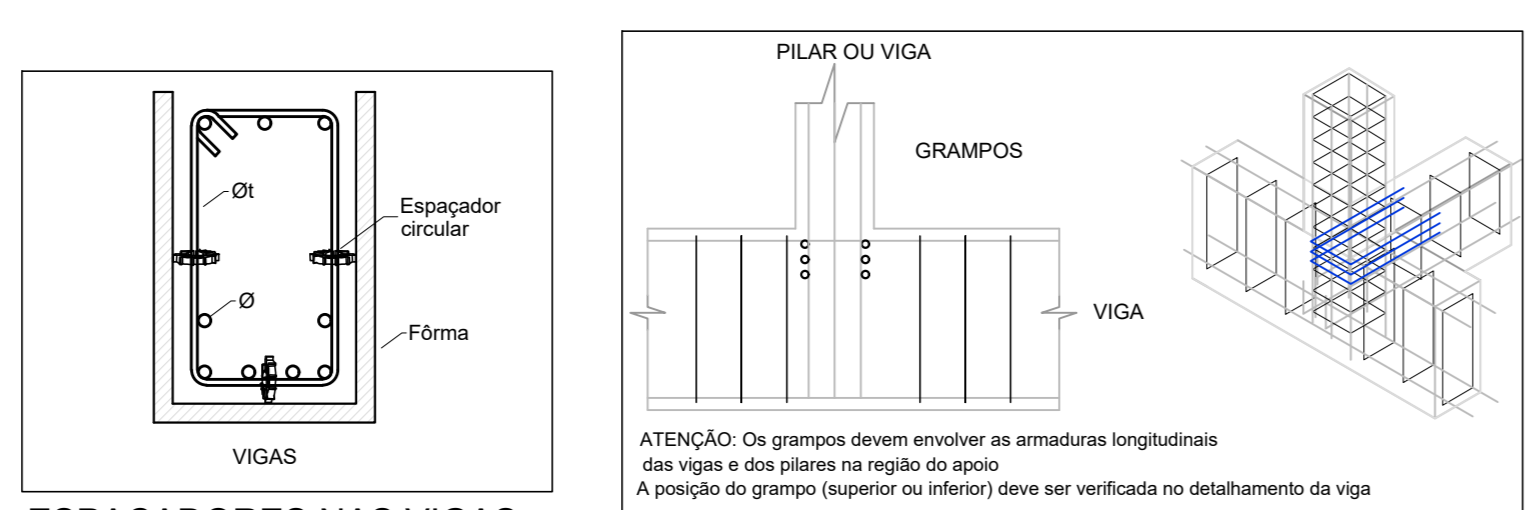 Øt
Espaçador
circular
Ø
Fôrma
VIGAS
PILAR OU VIGA
GRAMPOS
VIGA
ATENÇÃO: Os grampos devem envolver as armaduras longitudinais
das vigas e dos pilares na região do apoio
A posição do grampo (superior ou inferior) deve ser verificada no detalhamento da viga